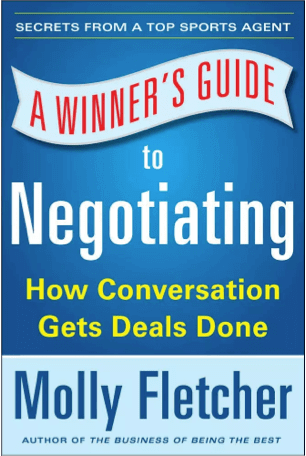 SECRETS FROM A TOP SPORTS AGENT
A WINNER'S GUIDE
to
Negotiating
How Conversation
Gets Deals Done
Molly Fletcher
AUTHOR OF THE BUSINESS OF BEING THE BEST